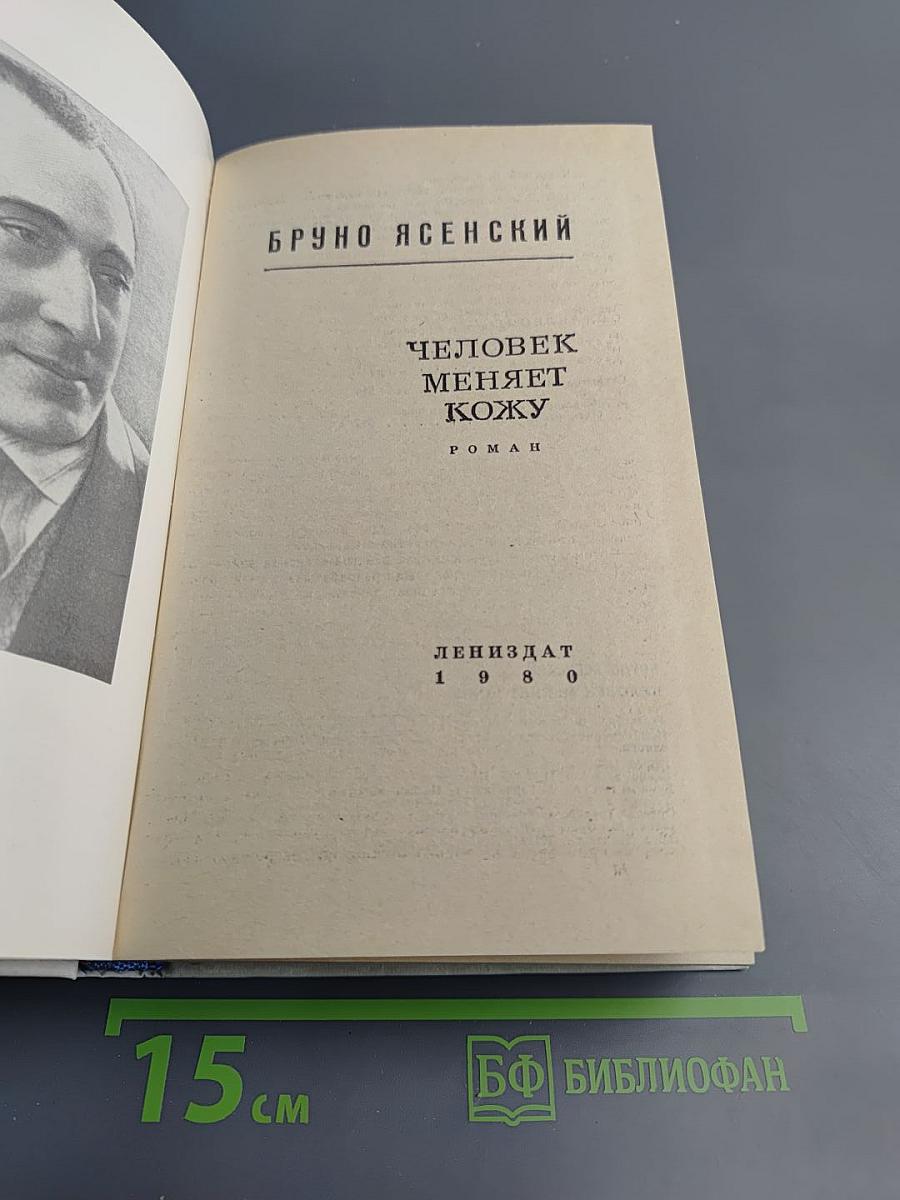 БРУНО ЯСЕНСКИЙ
ЧЕЛОВЕК
МЕНЯЕТ
КОЖУ
РОМАН
ЛЕНИЗДАТ
1980
15 см
БФ БИБЛИОФАН